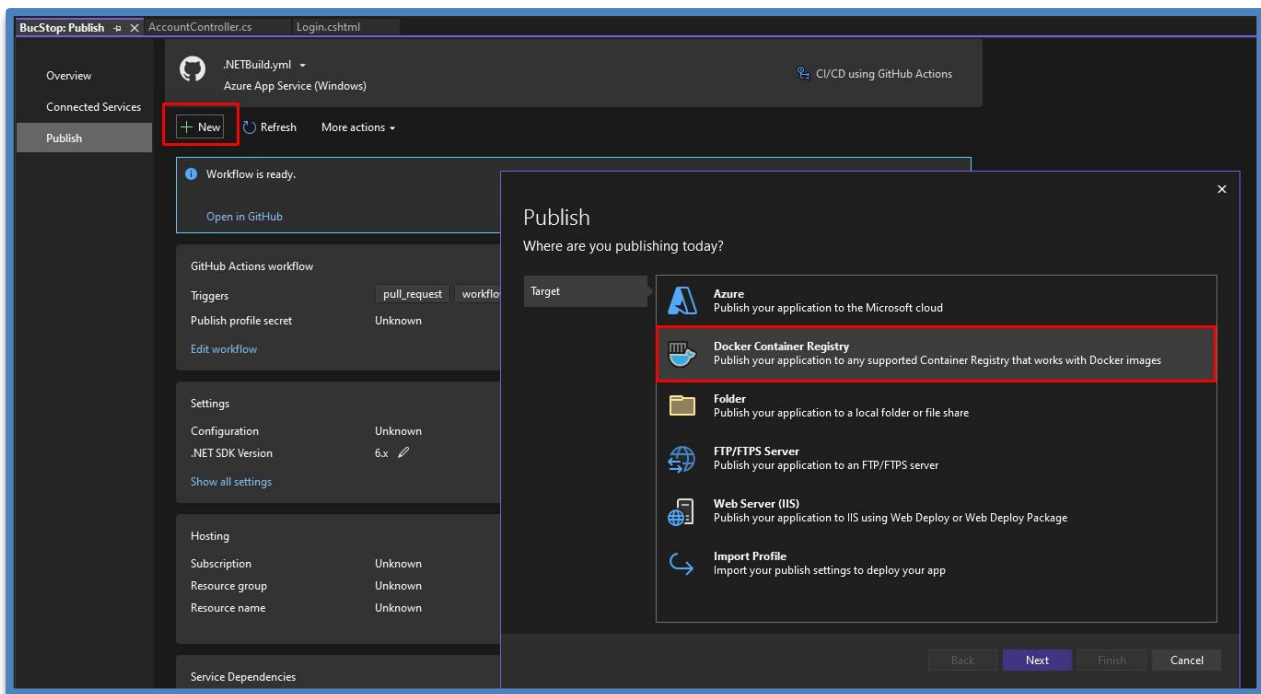 BucStop: Publish
AccountController.cs
Login.cshtml
Overview
Connected Services
Publish
.NETBuild.yml
Azure App Service (Windows)
CI/CD using GitHub Actions
New
Refresh
More actions
Workflow is ready.
Open in GitHub
GitHub Actions workflow
Triggers pull_request workflo
Publish profile secret Unknown
Edit workflow
Settings
Configuration Unknown
.NET SDK Version 6.x
Show all settings
Hosting
Subscription Unknown
Resource group Unknown
Resource name Unknown
Service Dependencies
Publish
Where are you publishing today?
Target
Azure
Publish your application to the Microsoft cloud
Docker Container Registry
Publish your application to any supported Container Registry that works with Docker images
Folder
Publish your application to a local folder or file share
FTP/FTPS Server
Publish your application to an FTP/FTPS server
Web Server (IIS)
Publish your application to IIS using Web Deploy or Web Deploy Package
Import Profile
Import your publish settings to deploy your app
Back
Next
Finish
Cancel